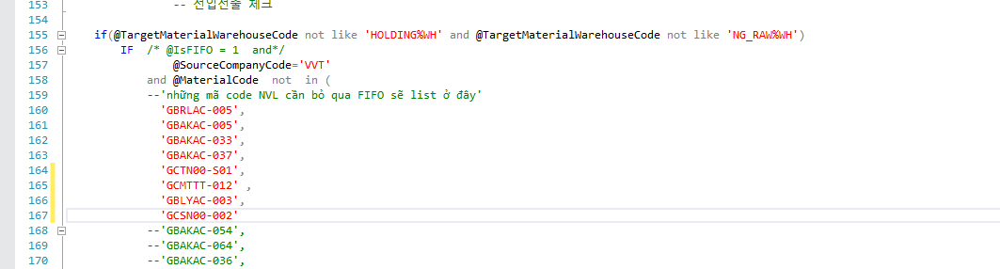 153 -- 선입선출 체크
154
155 if(@TargetMaterialWarehouseCode not like 'HOLDING%WH' and @TargetMaterialWarehouseCode not like 'NG_RAW%WH')
156 IF /* @IsFIFO = 1 and*/
157 @SourceCompanyCode='VVT'
158 and @MaterialCode not in (
159 --'những mã code NVL cần bỏ qua FIFO sẽ list ở đây'
160 'GBRLAC-005',
161 'GBAKAC-005',
162 'GBAKAC-033',
163 'GBAKAC-037',
164 'GCTN00-S01',
165 'GCMTTT-012' ,
166 'GBLYAC-003',
167 'GCSN00-002'
168 --'GBAKAC-054',
169 --'GBAKAC-064',
170 --'GBAKAC-036',